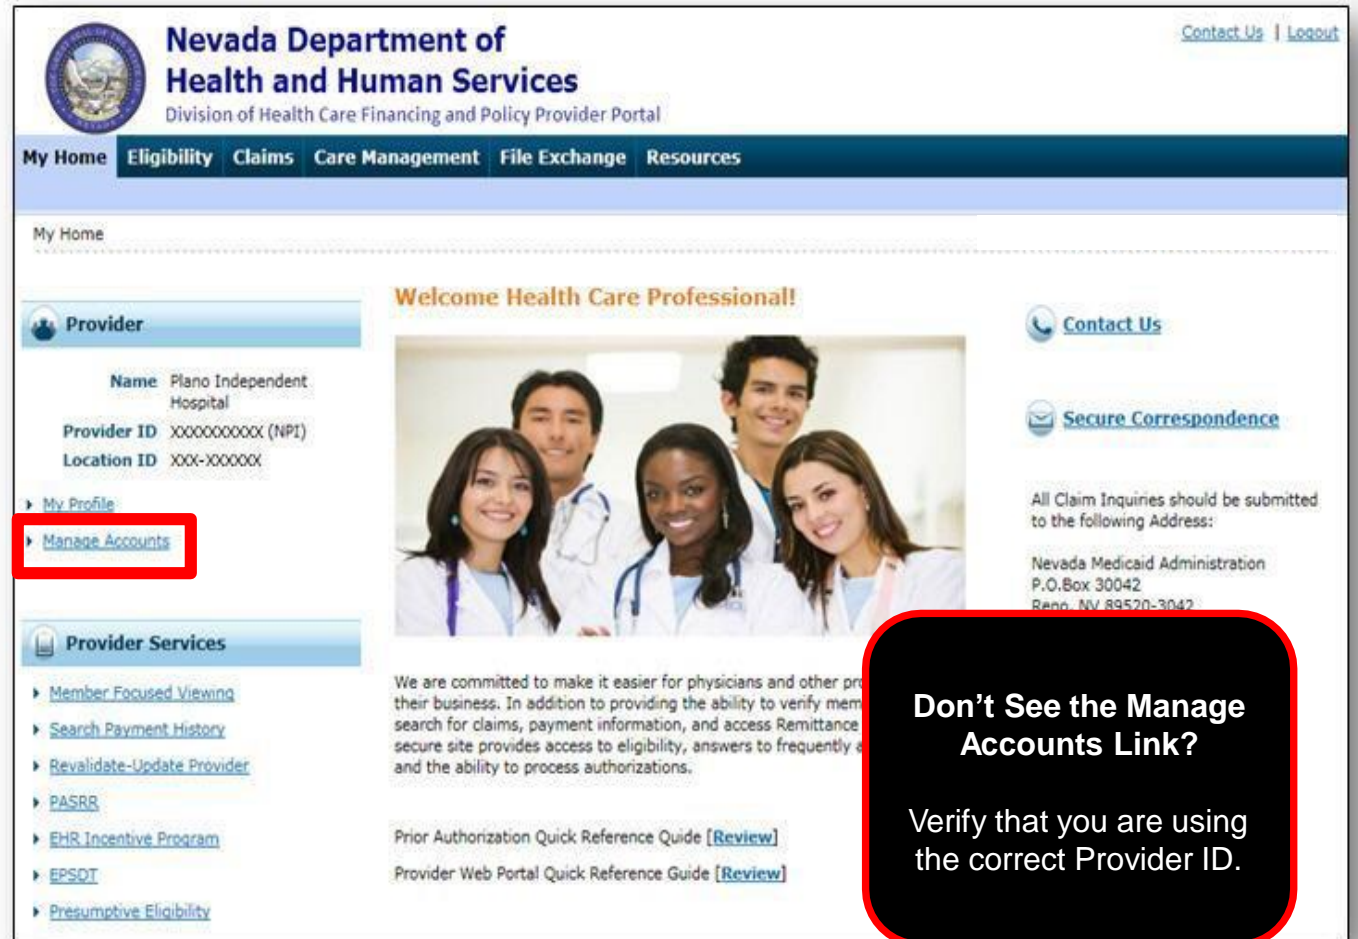 Nevada Department of
Health and Human Services
Division of Health Care Financing and Policy Provider Portal
Contact Us | Logout
My Home Eligibility Claims Care Management File Exchange Resources
My Home
Provider
Name Plano Independent
Hospital
Provider ID XXXXXXXXXX (NPI)
Location ID XXX-XXXXXX
My Profile
Manage Accounts
Provider Services
Member Focused Viewing
Search Payment History
Revalidate-Update Provider
PASRR
EHR Incentive Program
EPSDT
Presumptive Eligibility
Welcome Health Care Professional!
We are committed to make it easier for physicians and other pro
their business. In addition to providing the ability to verify mem
search for claims, payment information, and access Remittance
secure site provides access to eligibility, answers to frequently a
and the ability to process authorizations.
Prior Authorization Quick Reference Quide [Review]
Provider Web Portal Quick Reference Guide [Review]
Contact Us
Secure Correspondence
All Claim Inquiries should be submitted
to the following Address:
Nevada Medicaid Administration
P.O.Box 30042
Reno, NV 89520-3042
Don’t See the Manage
Accounts Link?
Verify that you are using
the correct Provider ID.